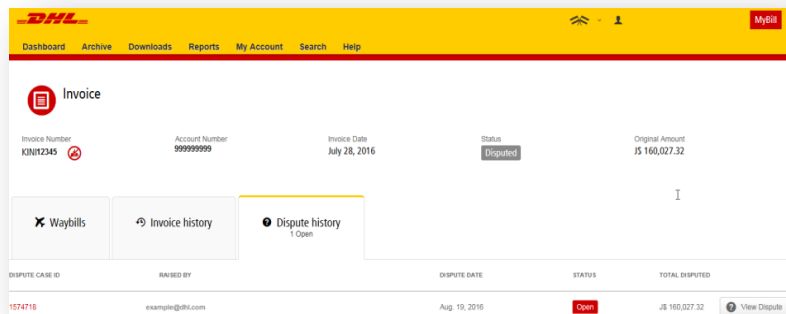 DHL
MyBill
Dashboard Archive Downloads Reports My Account Search Help
Invoice
Invoice Number Account Number Invoice Date Status Original Amount
KINI12345 999999999 July 28, 2016 Disputed J$ 160,027.32
Waybills Invoice history Dispute history
1 Open
DISPUTE CASE ID RAISED BY DISPUTE DATE STATUS TOTAL DISPUTED
1574718 example@dhl.com Aug. 19, 2016 Open J$ 160,027.32 View Dispute